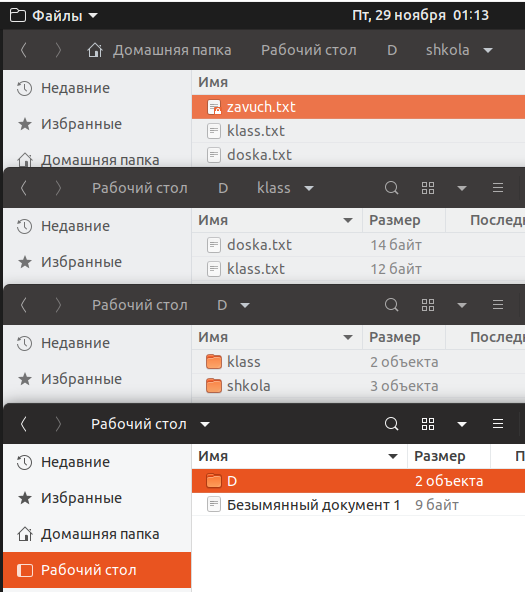 Файлы Пт, 29 ноября 01:13
Домашняя папка Рабочий стол D shkola
Недавние
Избранные
Домашняя папка
Имя
zavuch.txt
klass.txt
doska.txt
Рабочий стол D klass
Недавние
Избранные
Имя Размер Последн
doska.txt 14 байт
klass.txt 12 байт
Рабочий стол D
Недавние
Избранные
Имя Размер Последн
klass 2 объекта
shkola 3 объекта
Рабочий стол
Недавние
Избранные
Домашняя папка
Рабочий стол
Имя Размер П
D 2 объекта
Безымянный документ 1 9 байт